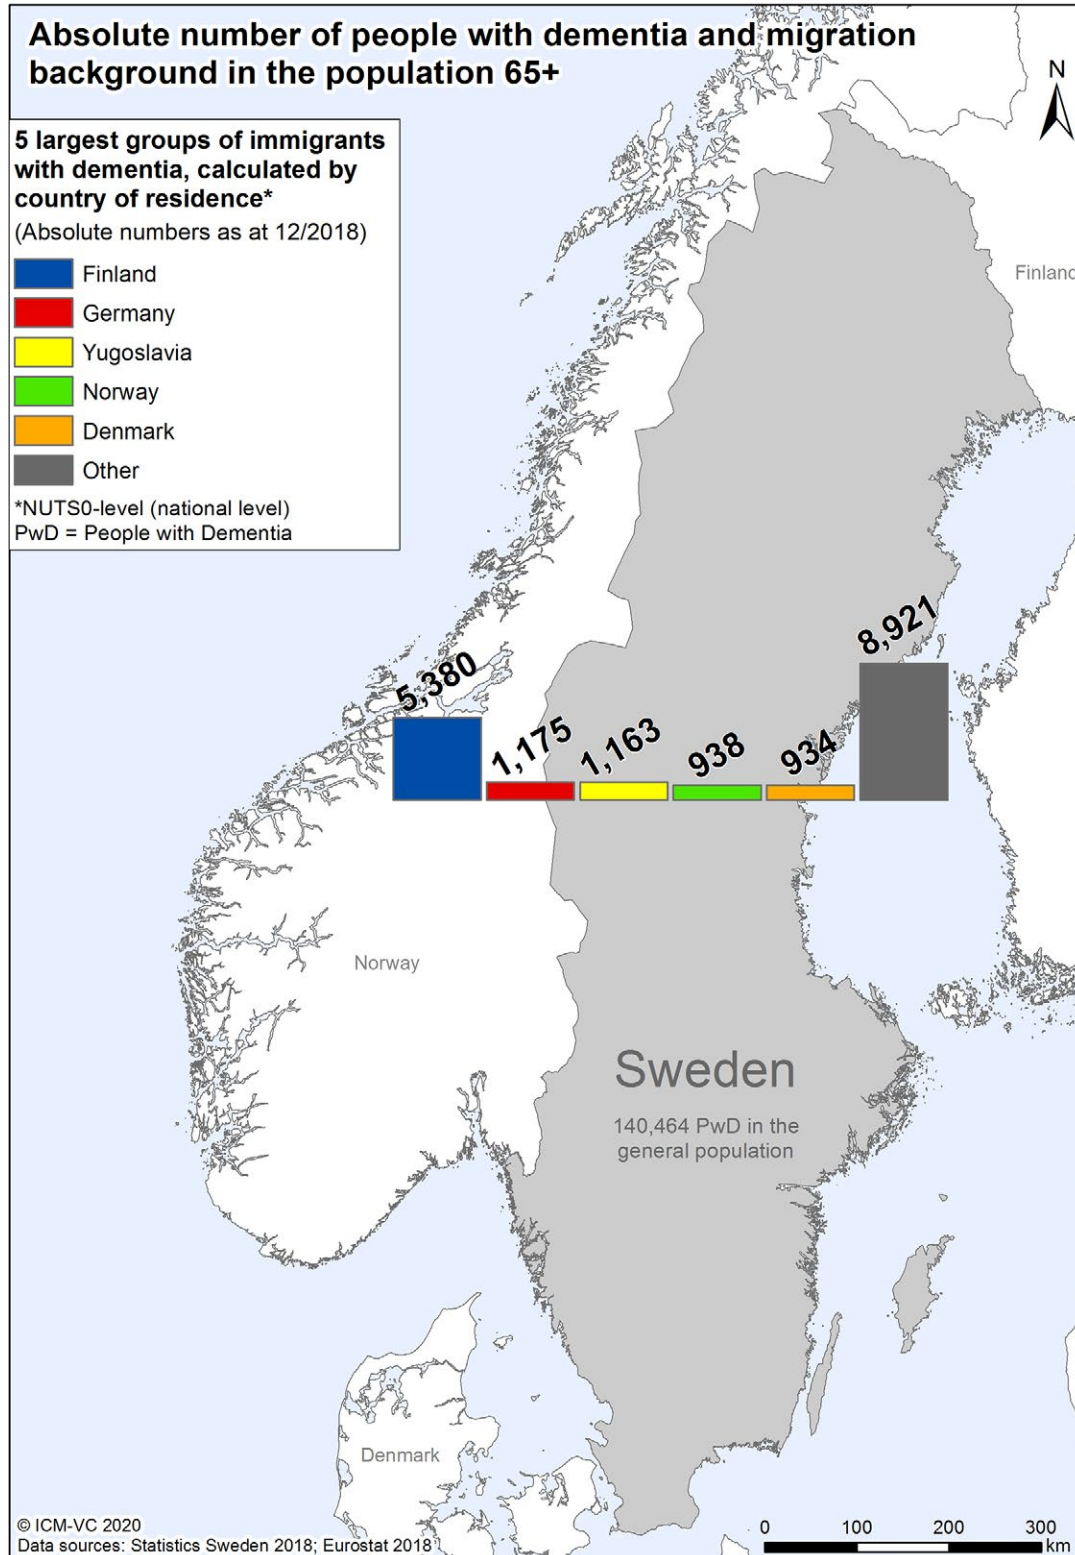 Absolute number of people with dementia and migration
background in the population 65+
N
5 largest groups of immigrants
with dementia, calculated by
country of residence*
(Absolute numbers as at 12/2018)
Finland
Germany
Yugoslavia
Norway
Denmark
Other
*NUTS0-level (national level)
PwD = People with Dementia
Finland
8,921
5,380
1,175
1,163
938
934
Norway
Sweden
140,464 PwD in the
general population
Denmark
© ICM-VC 2020
Data sources: Statistics Sweden 2018; Eurostat 2018
0 100 200 300
km